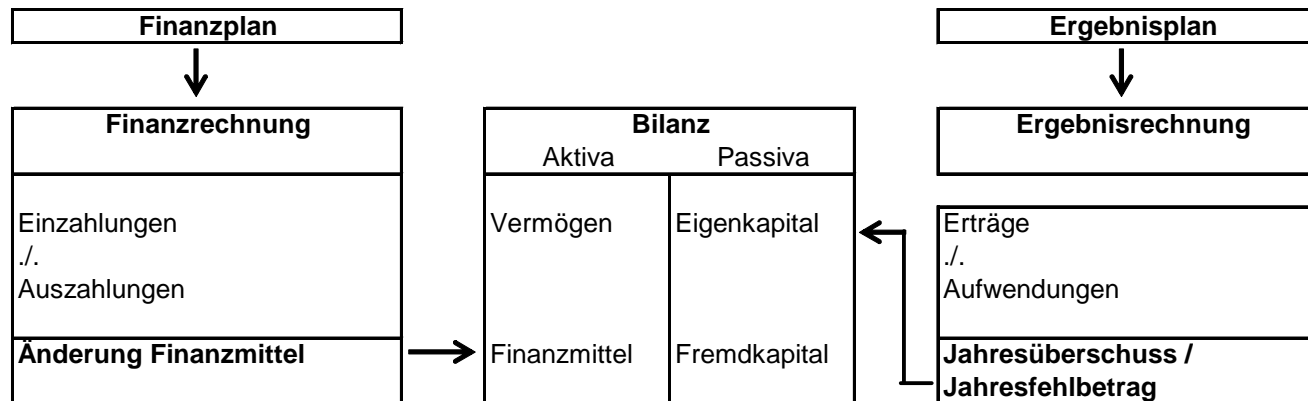 Finanzplan
Ergebnisplan
Finanzrechnung
Bilanz
Ergebnisrechnung
Aktiva Passiva
Einzahlungen
Vermögen
Eigenkapital
Erträge
./.
./.
Auszahlungen
Aufwendungen
Änderung Finanzmittel
Finanzmittel
Fremdkapital
Jahresüberschuss /
Jahresfehlbetrag